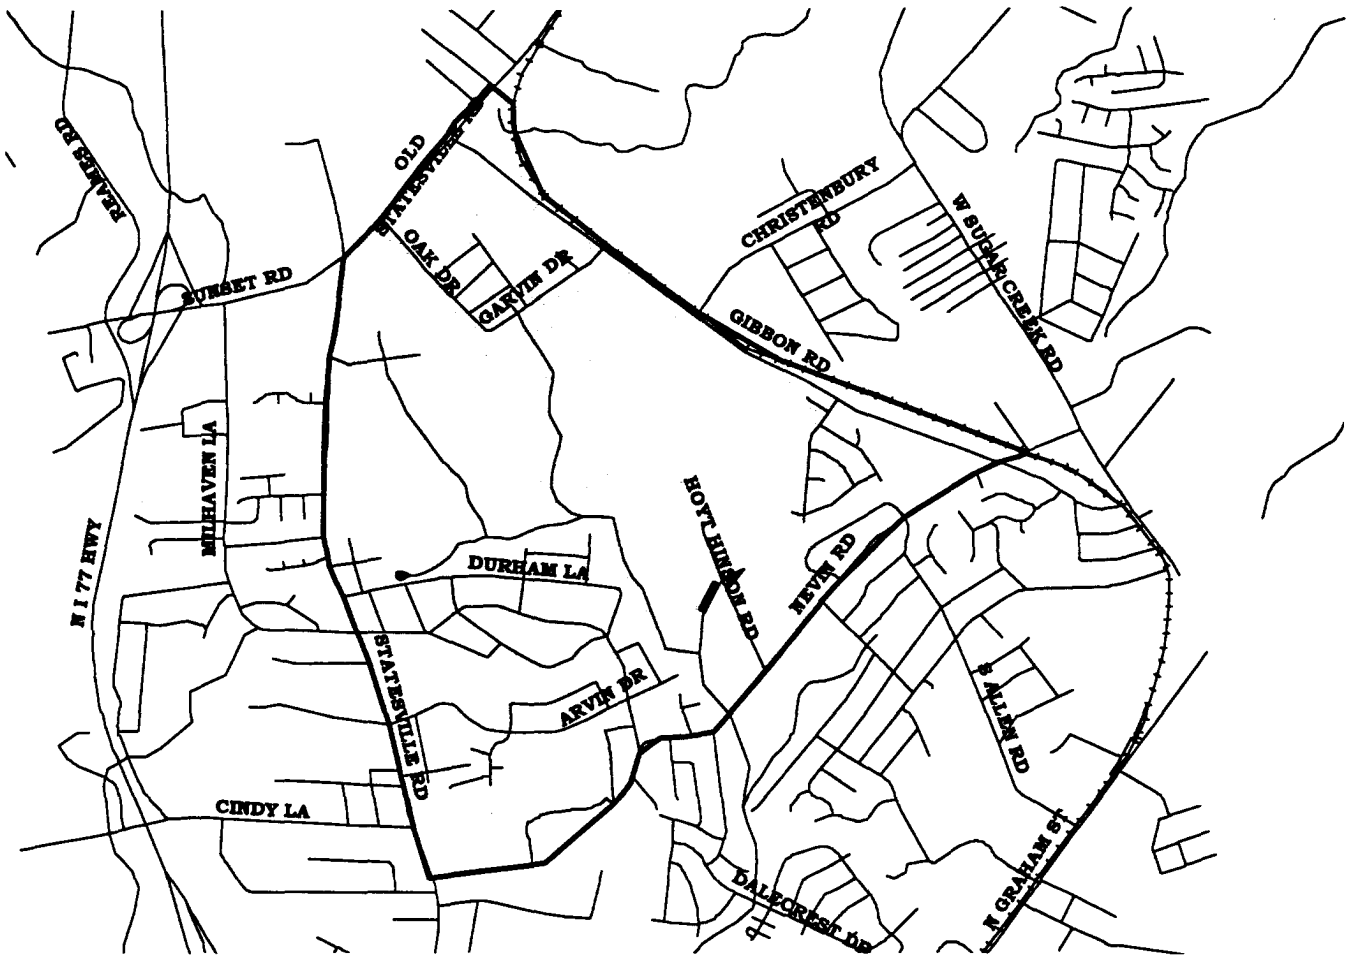 REAMES RD
OLD
STATESVILLE RD
CHRISTENBURY
RD
W SUGAR CREEK RD
OAK DR
GARVIN DR
SUNSET RD
GIBBON RD
MILHAVEN LA
HOYT HINSON RD
N I 77 HWY
DURHAM LA
NEVIN RD
STATESVILLE RD
ARVIN DR
S ALLEN RD
CINDY LA
N GRAHAM ST
DALECREST DR